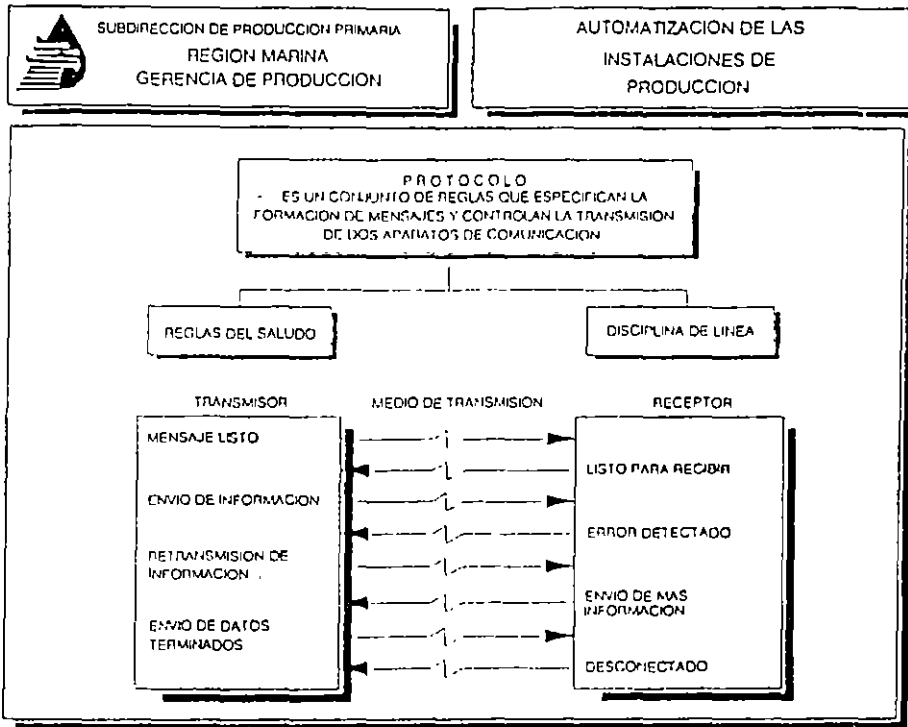 SUBDIRECCION DE PRODUCCION PRIMARIA
REGION MARINA
GERENCIA DE PRODUCCION
AUTOMATIZACION DE LAS
INSTALACIONES DE
PRODUCCION
PROTOCOLO
- ES UN CONJUNTO DE REGLAS QUE ESPECIFICAN LA
FORMACION DE MENSAJES Y CONTROLAN LA TRANSMISION
DE DOS APARATOS DE COMUNICACION
REGLAS DEL SALUDO
DISCIPLINA DE LINEA
TRANSMISOR
MEDIO DE TRANSMISION
RECEPTOR
MENSAJE LISTO
LISTO PARA RECIBIR
ENVIO DE INFORMACION
ERROR DETECTADO
RETRANSMISION DE
INFORMACION
ENVIO DE MAS
INFORMACION
ENVIO DE DATOS
TERMINADOS
DESCONECTADO